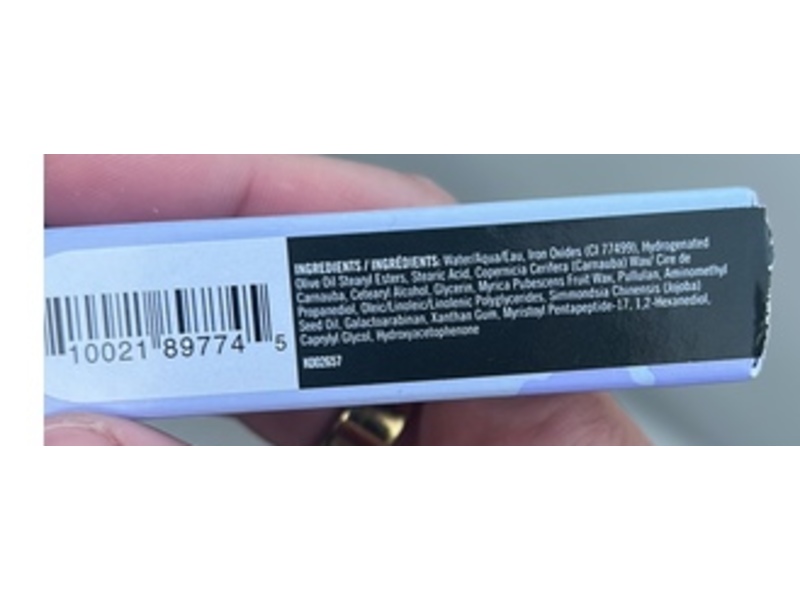 10021 89774 5
INGREDIENTS / INGRÉDIENTS: Water/Aqua/Eau, Iron Oxides (CI 77499), Hydrogenated
Olive Oil Stearyl Esters, Stearic Acid, Copernicia Cerifera (Carnauba) Wax/ Cire de
Carnauba, Cetearyl Alcohol, Glycerin, Myrica Pubescens Fruit Wax, Pullulan, Aminomethyl
Propanediol, Oleic/Linoleic/Linolenic Polyglycerides, Simmondsia Chinensis (Jojoba)
Seed Oil, Galactoarabinan, Xanthan Gum, Myristoyl Pentapeptide-17, 1,2-Hexanediol,
Caprylyl Glycol, Hydroxyacetophenone